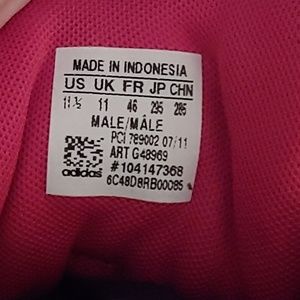 MADE IN INDONESIA
US UK FR JP CHN
11½ 11 46 295 285
MALE/MÂLE
PCI 789002 07/11
ART G48969
#104147368
adidas 6C48D8RB00085